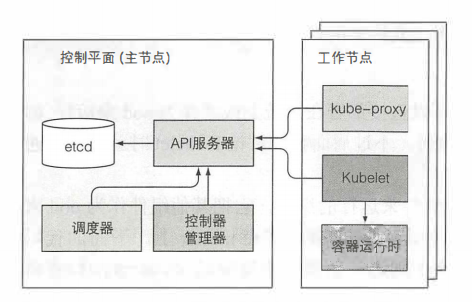 控制平面 (主节点)
工作节点
etcd
API服务器
kube-proxy
Kubelet
调度器
控制器
管理器
容器运行时